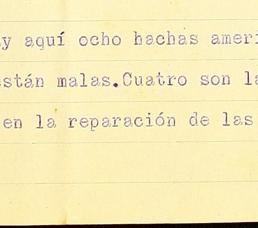 y aquí ocho hachas ameri
están malas.Cuatro son la
en la reparación de las